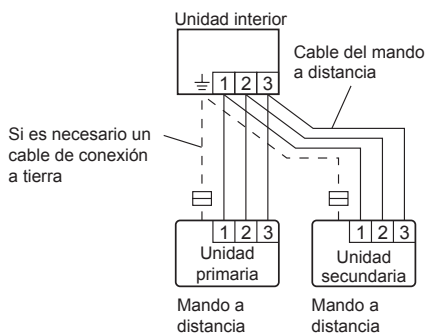 Unidad interior
1 2 3
Cable del mando
a distancia
Si es necesario un
cable de conexión
a tierra
1 2 3
Unidad
primaria
1 2 3
Unidad
secundaria
Mando a
distancia
Mando a
distancia